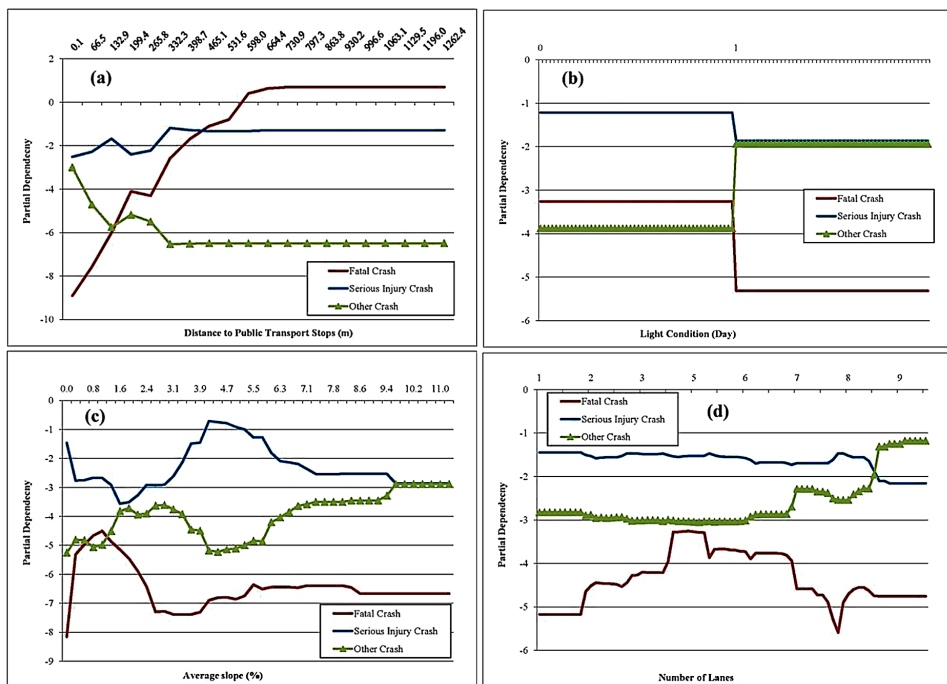 0.1 66.5 132.9 199.4 265.8 332.3 398.7 465.1 531.6 598.0 664.4 730.9 797.3 863.8 930.2 996.6 1063.1 1129.5 1196.0 1262.4
2
0
-2
-4
-6
-8
-10
(a)
Partial Dependecny
Fatal Crash
Serious Injury Crash
Other Crash
Distance to Public Transport Stops (m)
0 1
0
-1
-2
-3
-4
-5
-6
(b)
Partial Dependecny
Fatal Crash
Serious Injury Crash
Other Crash
Light Condition (Day)
0.0 0.8 1.6 2.4 3.1 3.9 4.7 5.5 6.3 7.1 7.8 8.6 9.4 10.2 11.0
0
-1
-2
-3
-4
-5
-6
-7
-8
-9
(c)
Partial Dependecny
Fatal Crash
Serious Injury Crash
Other Crash
Average slope (%)
1 2 3 4 5 6 7 8 9
0
-1
-2
-3
-4
-5
-6
(d)
Partial Dependecny
Fatal Crash
Serious Injury Crash
Other Crash
Number of Lanes